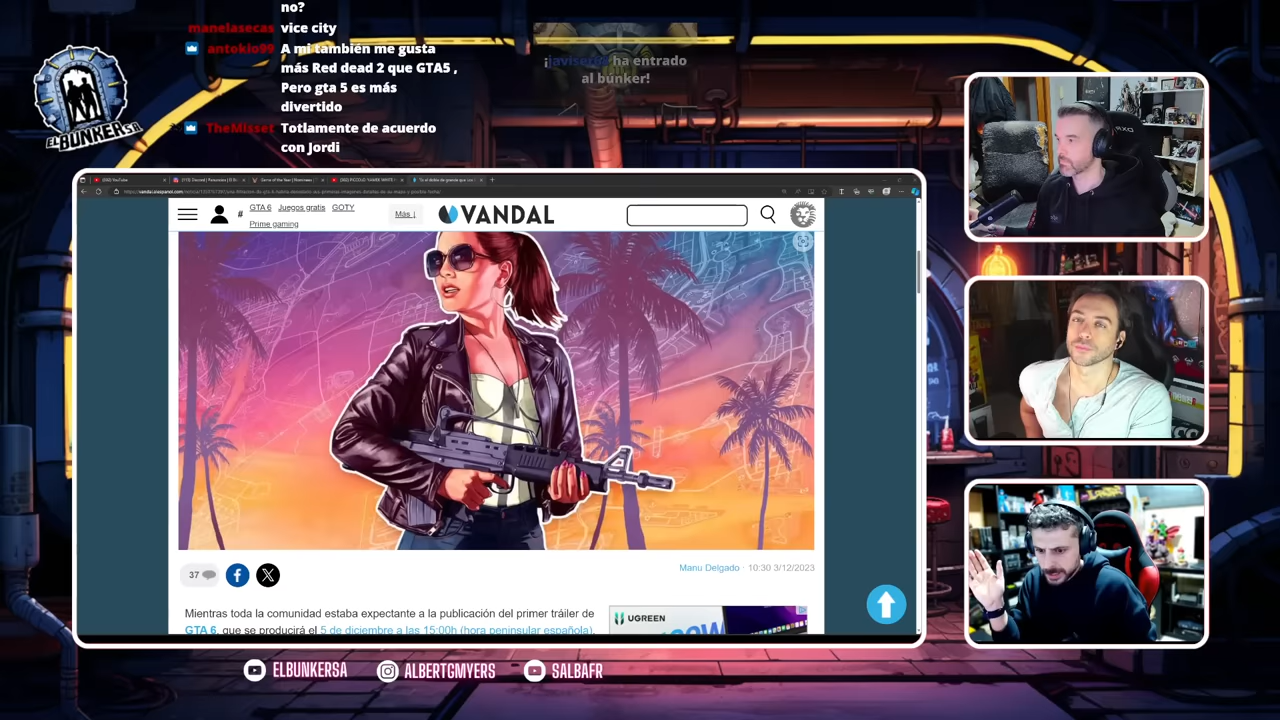 no?
manelasecas vice city
antokio99 A mi también me gusta
más Red dead 2 que GTA5 ,
Pero gta 5 es más
divertido
TheMisset Totlamente de acuerdo
con Jordi
ha entrado
al búnker!
ELBUNKERSA
# GTA 6 Juegos gratis GOTY
Prime gaming
Más ↓
VANDAL
37
Manu Delgado · 10:30 3/12/2023
Mientras toda la comunidad estaba expectante a la publicación del primer tráiler de
GTA 6, que se producirá el 5 de diciembre a las 15:00h (hora peninsular española),
UGREEN
ELBUNKERSA
ALBERTGMYERS
SALBAFR